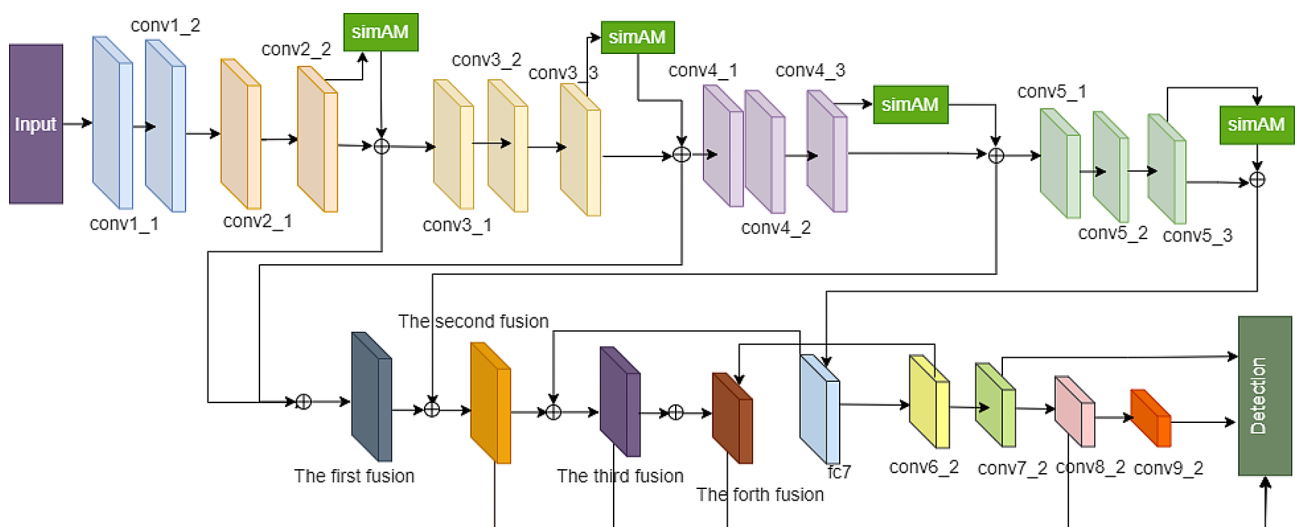 conv1_2
simAM
simAM
conv2_2
conv3_2
conv3_3
conv4_1
conv4_3
simAM
conv5_1
simAM
Input
conv1_1
conv2_1
conv3_1
conv4_2
conv5_2
conv5_3
The second fusion
The first fusion
The third fusion
The forth fusion
fc7
conv6_2
conv7_2
conv8_2
conv9_2
Detection